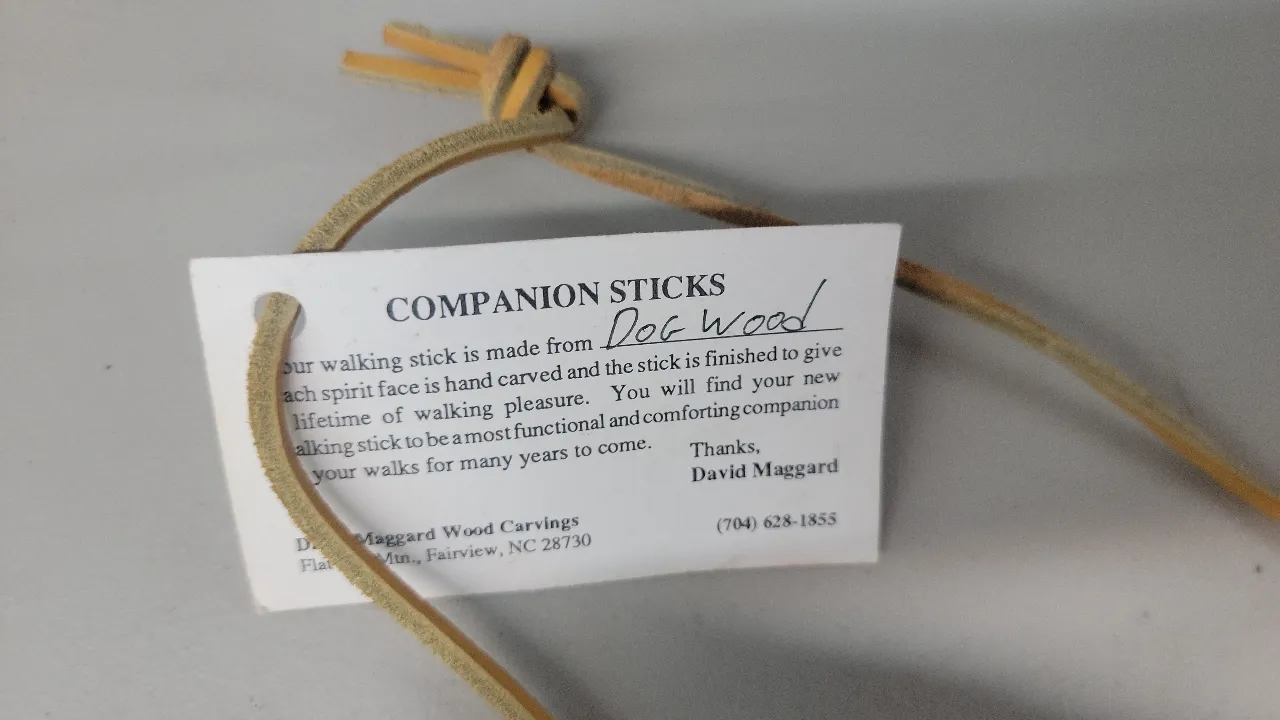 COMPANION STICKS
our walking stick is made from Dog Wood
ach spirit face is hand carved and the stick is finished to give
lifetime of walking pleasure. You will find your new
alking stick to be a most functional and comforting companion
your walks for many years to come.
Thanks,
David Maggard
Maggard Wood Carvings
(704) 628-1855
Mtn., Fairview, NC 28730